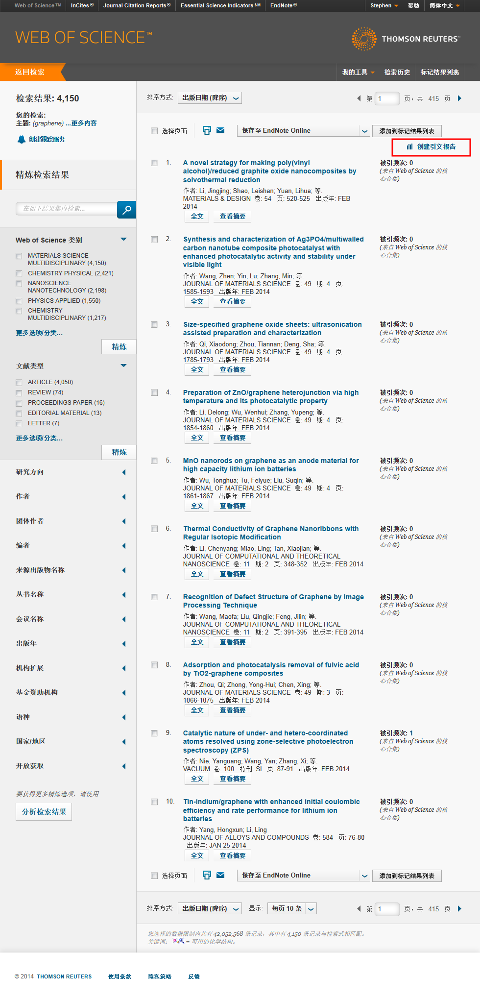 Web of Science™ InCites® Journal Citation Reports® Essential Science Indicators℠ EndNote® Stephen 帮助 简体中文
WEB OF SCIENCE™
THOMSON REUTERS™
返回检索 我的工具 检索历史 标记结果列表
检索结果: 4,150
您的检索:
主题: (graphene) ...更多内容
创建跟踪服务
精炼检索结果
在如下结果集内检索...
Web of Science 类别
MATERIALS SCIENCE
MULTIDISCIPLINARY (4,150)
CHEMISTRY PHYSICAL (2,421)
NANOSCIENCE
NANOTECHNOLOGY (2,198)
PHYSICS APPLIED (1,550)
CHEMISTRY
MULTIDISCIPLINARY (1,217)
更多选项/分类...
精炼
文献类型
ARTICLE (4,050)
REVIEW (74)
PROCEEDINGS PAPER (16)
EDITORIAL MATERIAL (13)
LETTER (7)
更多选项/分类...
精炼
研究方向
作者
团体作者
编者
来源出版物名称
丛书名称
会议名称
出版年
机构扩展
基金资助机构
语种
国家/地区
开放获取
要获得更多精炼选项，请使用
分析检索结果
排序方式: 出版日期 (降序) 第 1 页，共 415 页
选择页面 保存至 EndNote Online 添加到标记结果列表
创建引文报告
1. A novel strategy for making poly(vinyl
alcohol)/reduced graphite oxide nanocomposites by
solvothermal reduction
作者: Li, Jingjing; Shao, Leishan; Yuan, Lihua; 等.
MATERIALS & DESIGN 卷: 54 页: 520-525 出版年: FEB
2014
全文 查看摘要
被引频次: 0
(来自 Web of Science 的核
心合集)
2. Synthesis and characterization of Ag3PO4/multiwalled
carbon nanotube composite photocatalyst with
enhanced photocatalytic activity and stability under
visible light
作者: Wang, Zhen; Yin, Lu; Zhang, Min; 等.
JOURNAL OF MATERIALS SCIENCE 卷: 49 期: 4 页:
1585-1593 出版年: FEB 2014
全文 查看摘要
被引频次: 0
(来自 Web of Science 的核
心合集)
3. Size-specified graphene oxide sheets: ultrasonication
assisted preparation and characterization
作者: Qi, Xiaodong; Zhou, Tiannan; Deng, Sha; 等.
JOURNAL OF MATERIALS SCIENCE 卷: 49 期: 4 页:
1785-1793 出版年: FEB 2014
全文 查看摘要
被引频次: 0
(来自 Web of Science 的核
心合集)
4. Preparation of ZnO/graphene heterojunction via high
temperature and its photocatalytic property
作者: Li, Delong; Wu, Wenhui; Zhang, Yupeng; 等.
JOURNAL OF MATERIALS SCIENCE 卷: 49 期: 4 页:
1854-1860 出版年: FEB 2014
全文 查看摘要
被引频次: 0
(来自 Web of Science 的核
心合集)
5. MnO nanorods on graphene as an anode material for
high capacity lithium ion batteries
作者: Wu, Tonghua; Tu, Feiyue; Liu, Suqin; 等.
JOURNAL OF MATERIALS SCIENCE 卷: 49 期: 4 页:
1861-1867 出版年: FEB 2014
全文 查看摘要
被引频次: 0
(来自 Web of Science 的核
心合集)
6. Thermal Conductivity of Graphene Nanoribbons with
Regular Isotopic Modification
作者: Li, Chenyang; Miao, Ling; Tan, Xiaojian; 等.
JOURNAL OF COMPUTATIONAL AND THEORETICAL
NANOSCIENCE 卷: 11 期: 2 页: 348-352 出版年: FEB 2014
全文 查看摘要
被引频次: 0
(来自 Web of Science 的核
心合集)
7. Recognition of Defect Structure of Graphene by Image
Processing Technique
作者: Wang, Maofa; Liu, Qingjie; Feng, Jilin; 等.
JOURNAL OF COMPUTATIONAL AND THEORETICAL
NANOSCIENCE 卷: 11 期: 2 页: 391-395 出版年: FEB 2014
全文 查看摘要
被引频次: 0
(来自 Web of Science 的核
心合集)
8. Adsorption and photocatalysis removal of fulvic acid
by TiO2-graphene composites
作者: Zhou, Qi; Zhong, Yong-Hui; Chen, Xing; 等.
JOURNAL OF MATERIALS SCIENCE 卷: 49 期: 3 页:
1066-1075 出版年: FEB 2014
全文 查看摘要
被引频次: 0
(来自 Web of Science 的核
心合集)
9. Catalytic nature of under- and hetero-coordinated
atoms resolved using zone-selective photoelectron
spectroscopy (ZPS)
作者: Nie, Yanguang; Wang, Yan; Zhang, Xi; 等.
VACUUM 卷: 100 特刊: SI 页: 87-91 出版年: FEB 2014
全文 查看摘要
被引频次: 1
(来自 Web of Science 的核
心合集)
10. Tin-indium/graphene with enhanced initial coulombic
efficiency and rate performance for lithium ion
batteries
作者: Yang, Hongxun; Li, Ling
JOURNAL OF ALLOYS AND COMPOUNDS 卷: 584 页: 76-80
出版年: JAN 25 2014
全文 查看摘要
被引频次: 0
(来自 Web of Science 的核
心合集)
选择页面 保存至 EndNote Online 添加到标记结果列表
排序方式: 出版日期 (降序) 显示: 每页 10 条 第 1 页，共 415 页
您选择的数据限制内共有 42,052,568 条记录，其中有 4,150 条记录与检索式相匹配。
关键词： = 可用的化学结构。
© 2014 THOMSON REUTERS 使用条款 隐私策略 反馈